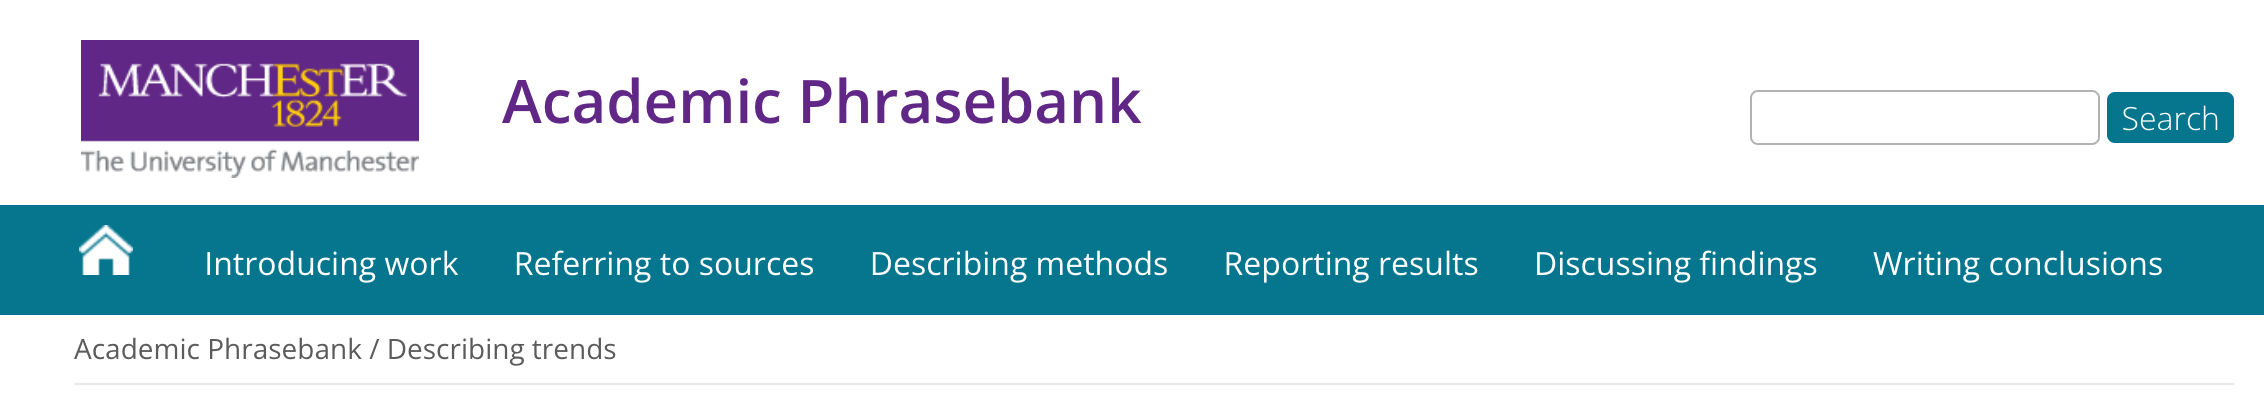 MANCHEsTER
1824
The University of Manchester
Academic Phrasebank
Search
Introducing work Referring to sources Describing methods Reporting results Discussing findings Writing conclusions
Academic Phrasebank / Describing trends